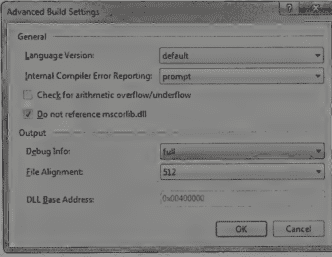 Advanced Build Settings
General
Language Version: default
Internal Compiler Error Reporting: prompt
Check for arithmetic overflow/underflow
Do not reference mscorlib.dll
Output
Debug Info: full
File Alignment: 512
DLL Base Address: 0x00400000
OK Cancel